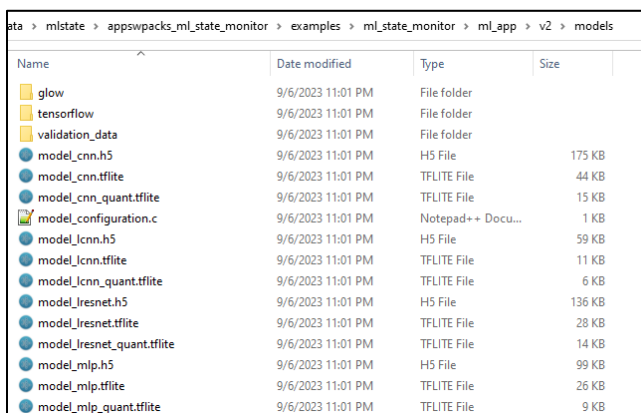 ata > mlstate > appswpacks_ml_state_monitor > examples > ml_state_monitor > ml_app > v2 > models
Name Date modified Type Size
glow 9/6/2023 11:01 PM File folder
tensorflow 9/6/2023 11:01 PM File folder
validation_data 9/6/2023 11:01 PM File folder
model_cnn.h5 9/6/2023 11:01 PM H5 File 175 KB
model_cnn.tflite 9/6/2023 11:01 PM TFLITE File 44 KB
model_cnn_quant.tflite 9/6/2023 11:01 PM TFLITE File 15 KB
model_configuration.c 9/6/2023 11:01 PM Notepad++ Docu... 1 KB
model_lcnn.h5 9/6/2023 11:01 PM H5 File 59 KB
model_lcnn.tflite 9/6/2023 11:01 PM TFLITE File 11 KB
model_lcnn_quant.tflite 9/6/2023 11:01 PM TFLITE File 6 KB
model_lresnet.h5 9/6/2023 11:01 PM H5 File 136 KB
model_lresnet.tflite 9/6/2023 11:01 PM TFLITE File 28 KB
model_lresnet_quant.tflite 9/6/2023 11:01 PM TFLITE File 14 KB
model_mlp.h5 9/6/2023 11:01 PM H5 File 99 KB
model_mlp.tflite 9/6/2023 11:01 PM TFLITE File 26 KB
model_mlp_quant.tflite 9/6/2023 11:01 PM TFLITE File 9 KB